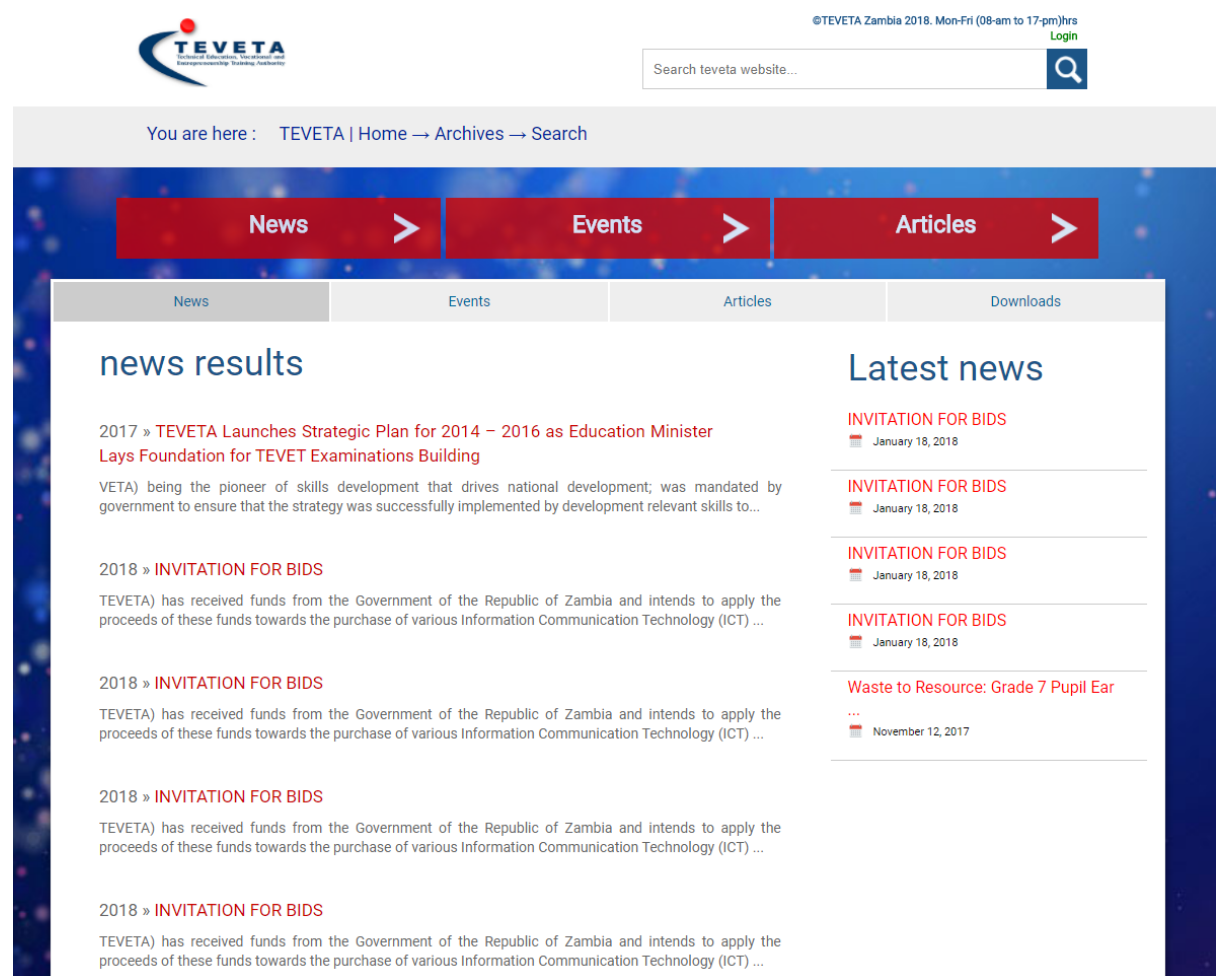 ©TEVETA Zambia 2018. Mon-Fri (08-am to 17-pm)hrs
Login
TEVETA
Technical Education, Vocational and
Entrepreneurship Training Authority
Search teveta website...
You are here : TEVETA | Home → Archives → Search
News >
Events >
Articles >
News
Events
Articles
Downloads
news results
2017 » TEVETA Launches Strategic Plan for 2014 – 2016 as Education Minister
Lays Foundation for TEVET Examinations Building
VETA) being the pioneer of skills development that drives national development; was mandated by
government to ensure that the strategy was successfully implemented by development relevant skills to...
2018 » INVITATION FOR BIDS
TEVETA) has received funds from the Government of the Republic of Zambia and intends to apply the
proceeds of these funds towards the purchase of various Information Communication Technology (ICT) ...
2018 » INVITATION FOR BIDS
TEVETA) has received funds from the Government of the Republic of Zambia and intends to apply the
proceeds of these funds towards the purchase of various Information Communication Technology (ICT) ...
2018 » INVITATION FOR BIDS
TEVETA) has received funds from the Government of the Republic of Zambia and intends to apply the
proceeds of these funds towards the purchase of various Information Communication Technology (ICT) ...
2018 » INVITATION FOR BIDS
TEVETA) has received funds from the Government of the Republic of Zambia and intends to apply the
proceeds of these funds towards the purchase of various Information Communication Technology (ICT) ...
Latest news
INVITATION FOR BIDS
January 18, 2018
INVITATION FOR BIDS
January 18, 2018
INVITATION FOR BIDS
January 18, 2018
INVITATION FOR BIDS
January 18, 2018
Waste to Resource: Grade 7 Pupil Ear
...
November 12, 2017